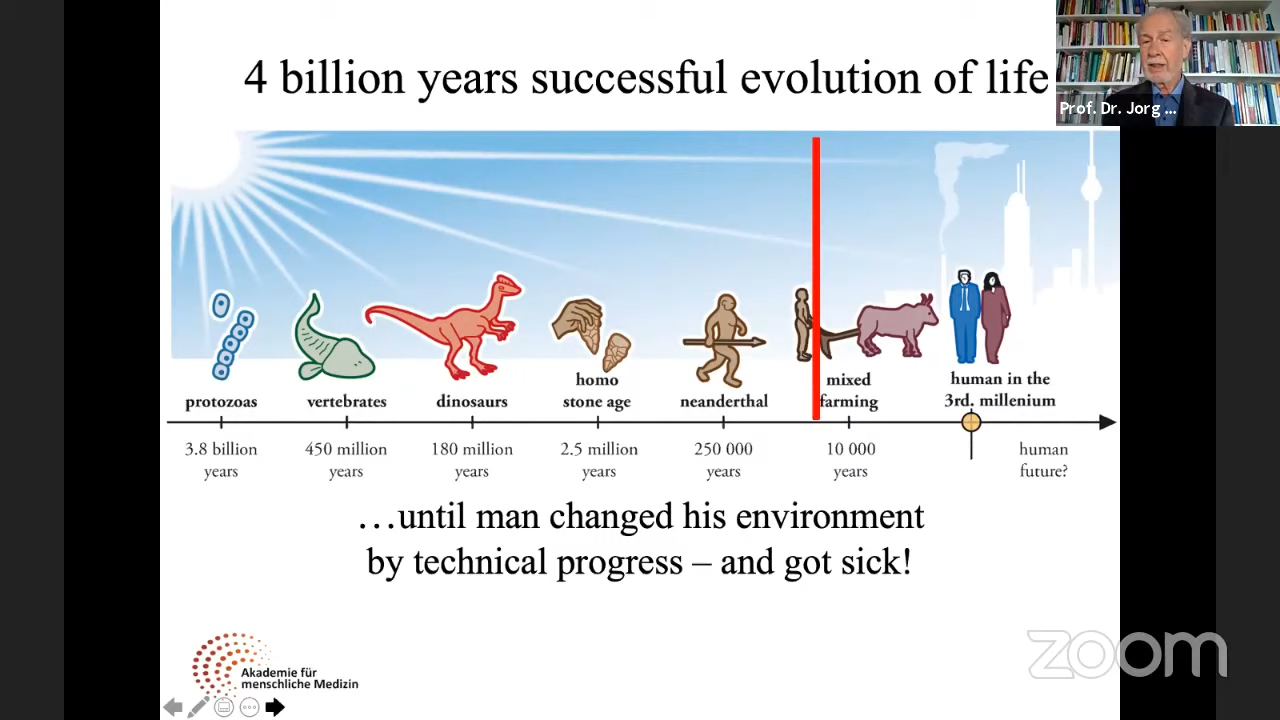 4 billion years successful evolution of life
Prof. Dr. Jorg ...
protozoas
vertebrates
dinosaurs
homo
stone age
neanderthal
mixed
farming
human in the
3rd. millenium
3.8 billion
years
450 million
years
180 million
years
2.5 million
years
250 000
years
10 000
years
human
future?
…until man changed his environment
by technical progress – and got sick!
Akademie für
menschliche Medizin
zoom